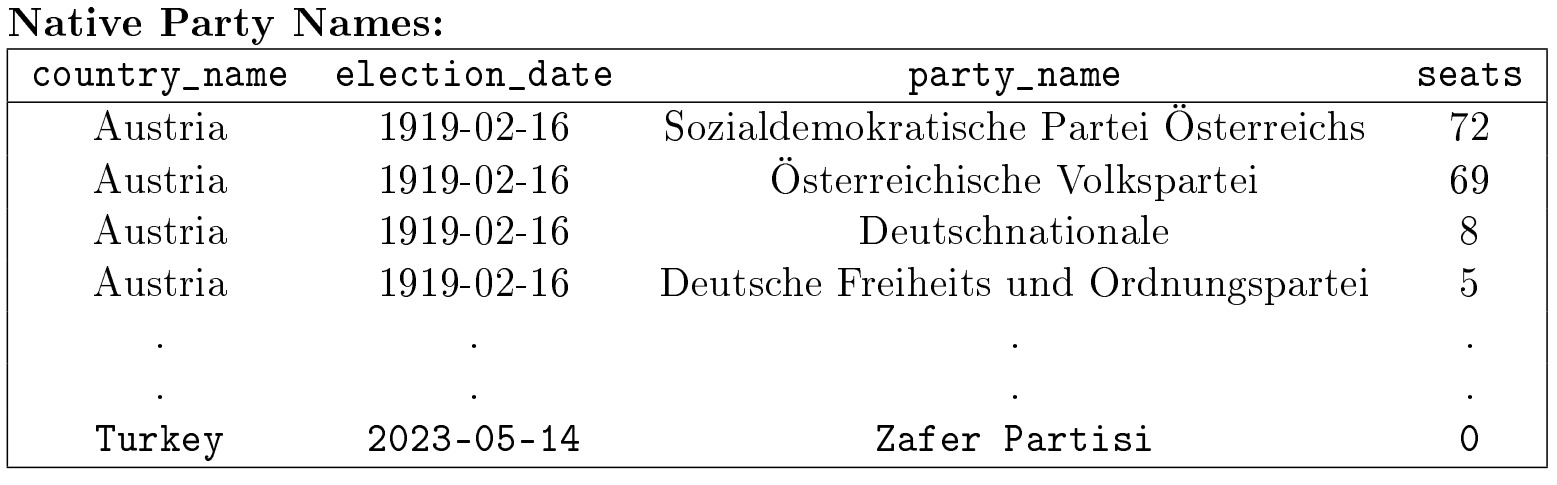 Native Party Names:
country_name election_date party_name seats
Austria 1919-02-16 Sozialdemokratische Partei Österreichs 72
Austria 1919-02-16 Österreichische Volkspartei 69
Austria 1919-02-16 Deutschnationale 8
Austria 1919-02-16 Deutsche Freiheits und Ordnungspartei 5
. . . .
. . . .
Turkey 2023-05-14 Zafer Partisi 0